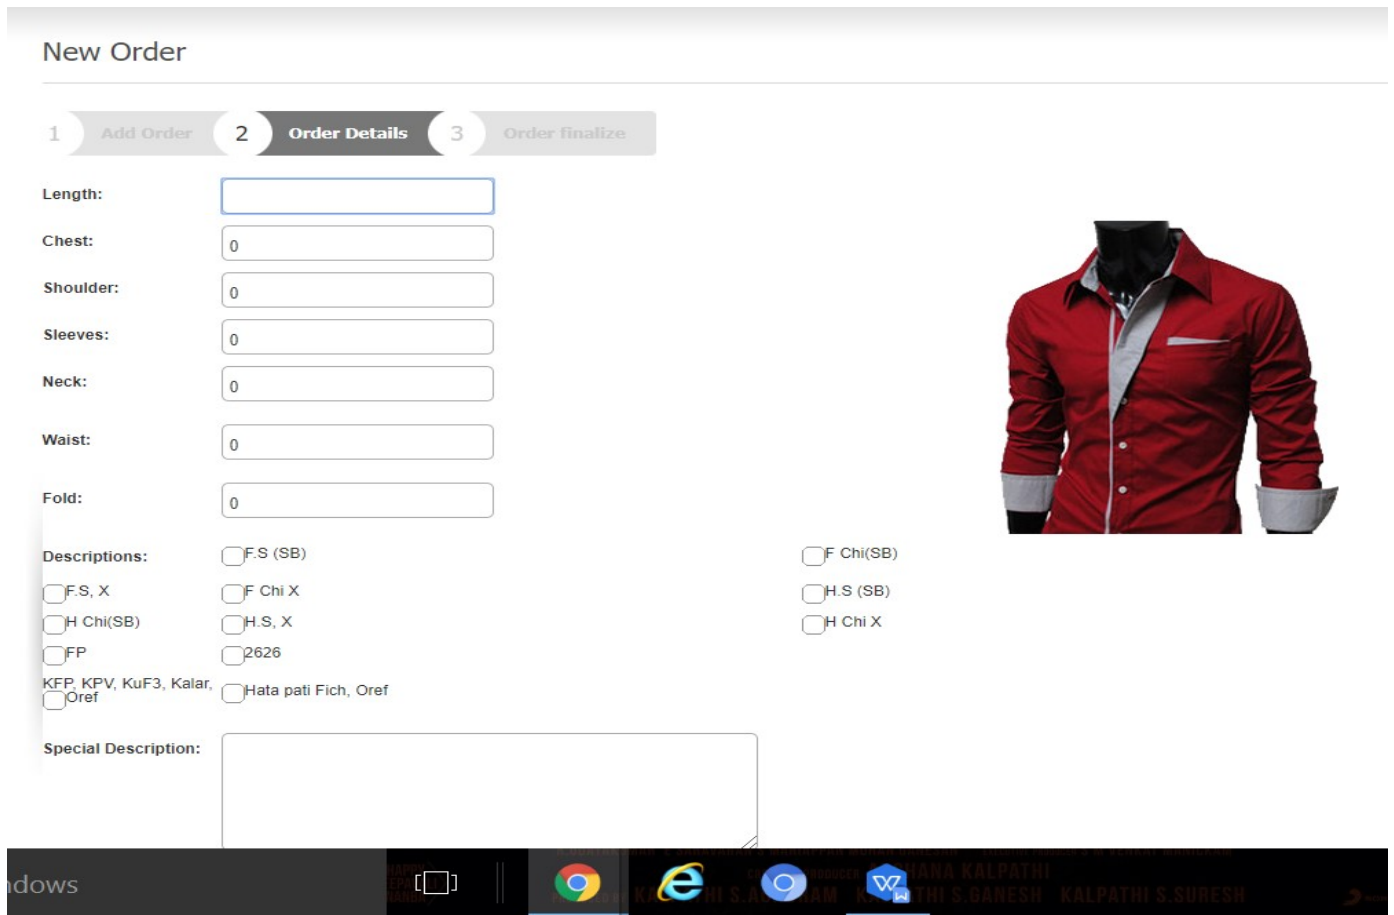 New Order
1 Add Order 2 Order Details 3 Order finalize
Length:
Chest: 0
Shoulder: 0
Sleeves: 0
Neck: 0
Waist: 0
Fold: 0
Descriptions: F.S (SB) F Chi(SB)
F.S, X F Chi X H.S (SB)
H Chi(SB) H.S, X H Chi X
FP 2626
KFP, KPV, KuF3, Kalar,
Oref Hata pati Fich, Oref
Special Description:
ndows
KALPATHI
KALPATHI S.SURESH